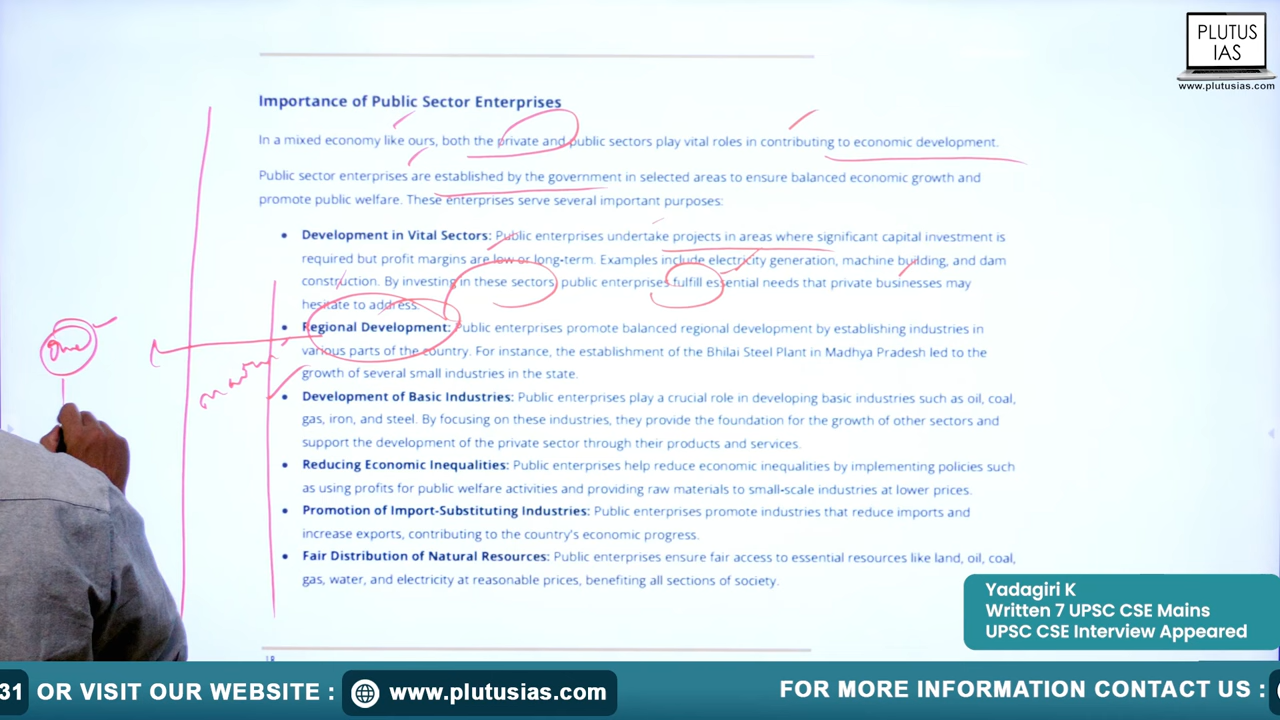 PLUTUS
IAS
www.plutusias.com
Importance of Public Sector Enterprises
In a mixed economy like ours, both the private and public sectors play vital roles in contributing to economic development.
Public sector enterprises are established by the government in selected areas to ensure balanced economic growth and
promote public welfare. These enterprises serve several important purposes:
• Development in Vital Sectors: Public enterprises undertake projects in areas where significant capital investment is
required but profit margins are low or long-term. Examples include electricity generation, machine building, and dam
construction. By investing in these sectors, public enterprises fulfill essential needs that private businesses may
hesitate to address.
• Regional Development: Public enterprises promote balanced regional development by establishing industries in
various parts of the country. For instance, the establishment of the Bhilai Steel Plant in Madhya Pradesh led to the
growth of several small industries in the state.
• Development of Basic Industries: Public enterprises play a crucial role in developing basic industries such as oil, coal,
gas, iron, and steel. By focusing on these industries, they provide the foundation for the growth of other sectors and
support the development of the private sector through their products and services.
• Reducing Economic Inequalities: Public enterprises help reduce economic inequalities by implementing policies such
as using profits for public welfare activities and providing raw materials to small-scale industries at lower prices.
• Promotion of Import-Substituting Industries: Public enterprises promote industries that reduce imports and
increase exports, contributing to the country's economic progress.
• Fair Distribution of Natural Resources: Public enterprises ensure fair access to essential resources like land, oil, coal,
gas, water, and electricity at reasonable prices, benefiting all sections of society.
Yadagiri K
Written 7 UPSC CSE Mains
UPSC CSE Interview Appeared
31 OR VISIT OUR WEBSITE : www.plutusias.com FOR MORE INFORMATION CONTACT US :